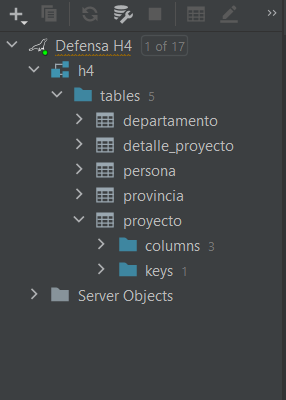 Defensa H4 1 of 17
h4
tables 5
departamento
detalle_proyecto
persona
provincia
proyecto
columns 3
keys 1
Server Objects